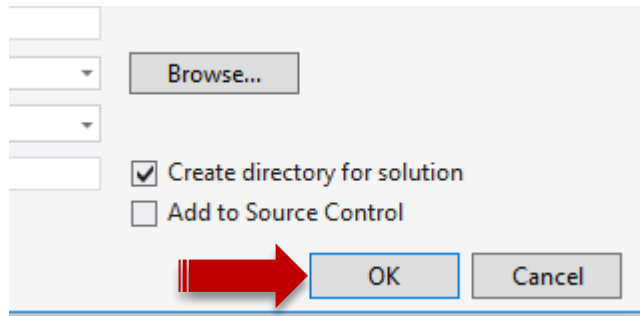 Browse...
Create directory for solution
Add to Source Control
OK Cancel